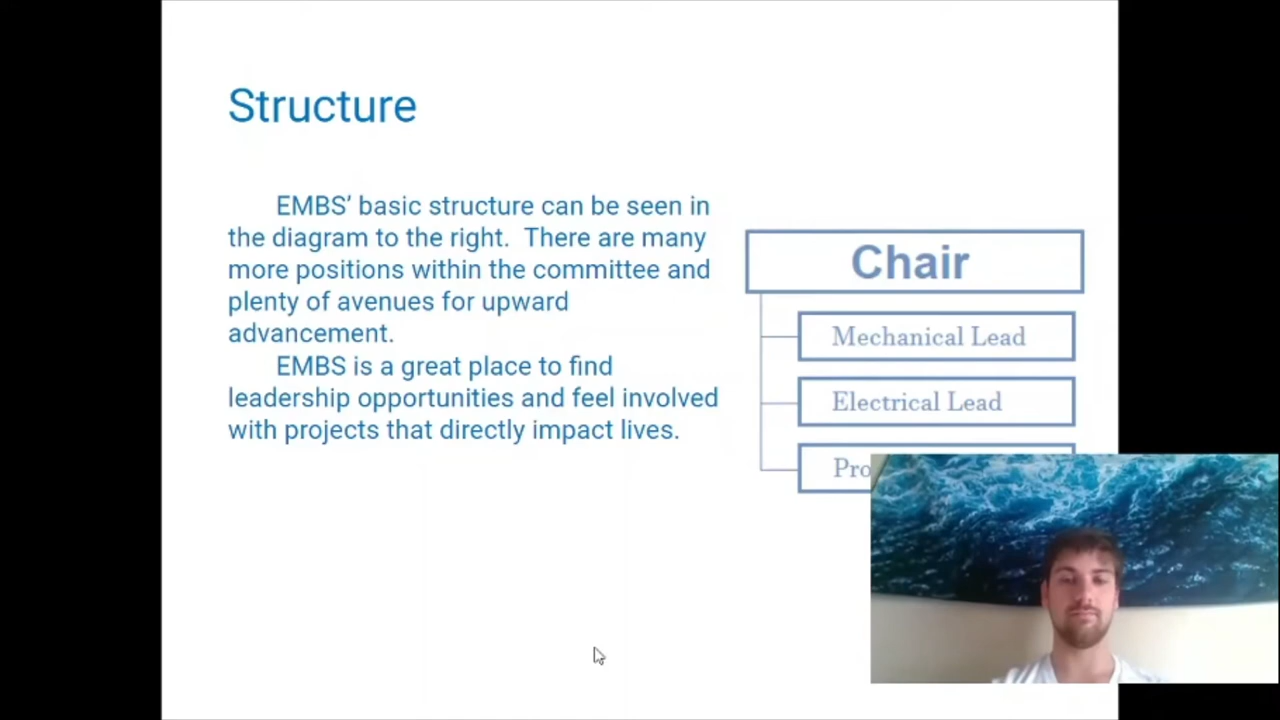 Structure
EMBS’ basic structure can be seen in
the diagram to the right.  There are many
more positions within the committee and
plenty of avenues for upward
advancement.
EMBS is a great place to find
leadership opportunities and feel involved
with projects that directly impact lives.
Chair
Mechanical Lead
Electrical Lead